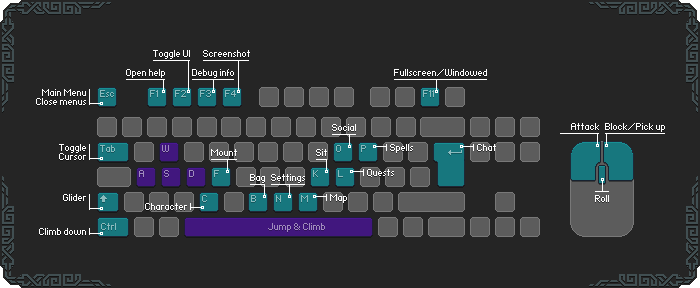 Toggle UI Screenshot
Open help Debug info Fullscreen/Windowed
Main Menu
Close menus
Esc F1 F2 F3 F4 F11
Social
Attack Block/Pick up
Toggle
Cursor
Tab W O P Spells Chat
Mount Sit
A S D F K L Quests
Bag Settings
Roll
Glider
Character C B N M Map
Climb down Ctrl Jump & Climb